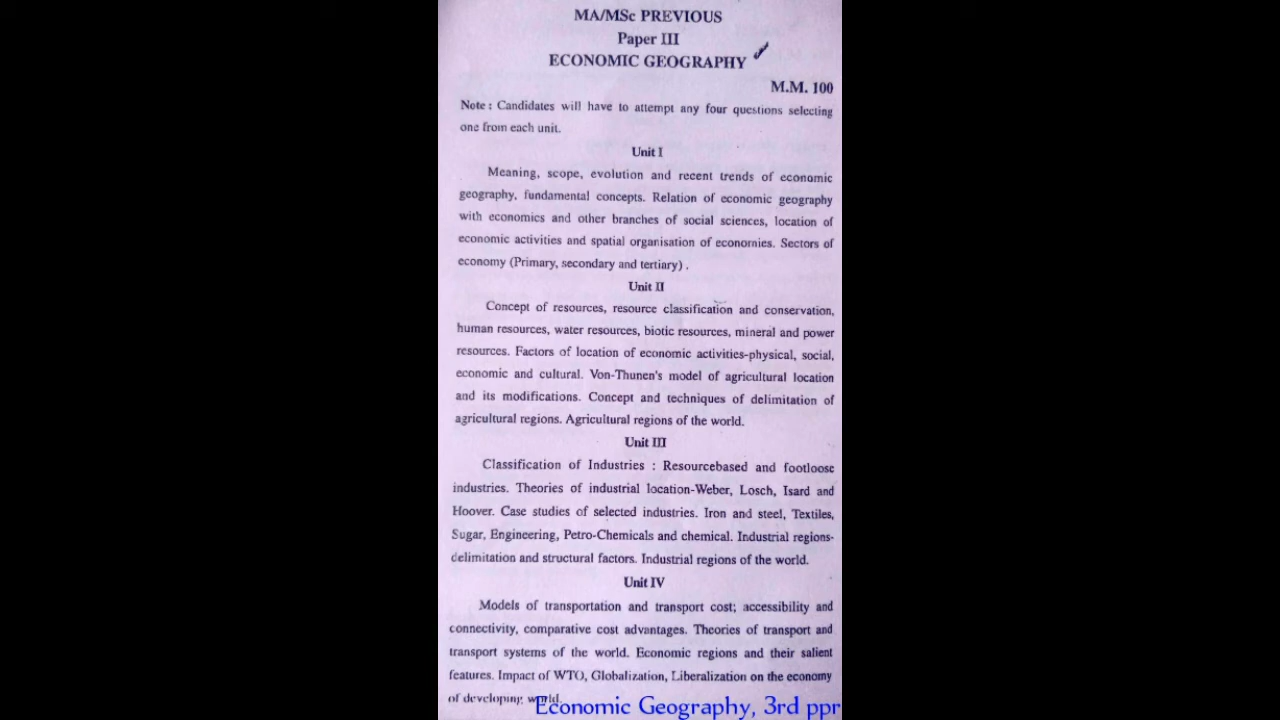 MA/MSc PREVIOUS
Paper III
ECONOMIC GEOGRAPHY
M.M. 100
Note : Candidates will have to attempt any four questions selecting
one from each unit.
Unit I
Meaning, scope, evolution and recent trends of economic
geography, fundamental concepts. Relation of economic geography
with economics and other branches of social sciences, location of
economic activities and spatial organisation of economies. Sectors of
economy (Primary, secondary and tertiary) .
Unit II
Concept of resources, resource classification and conservation,
human resources, water resources, biotic resources, mineral and power
resources. Factors of location of economic activities-physical, social,
economic and cultural. Von-Thunen's model of agricultural location
and its modifications. Concept and techniques of delimitation of
agricultural regions. Agricultural regions of the world.
Unit III
Classification of Industries : Resourcebased and footloose
industries. Theories of industrial location-Weber, Losch, Isard and
Hoover. Case studies of selected industries. Iron and steel, Textiles,
Sugar, Engineering, Petro-Chemicals and chemical. Industrial regions-
delimitation and structural factors. Industrial regions of the world.
Unit IV
Models of transportation and transport cost; accessibility and
connectivity, comparative cost advantages. Theories of transport and
transport systems of the world. Economic regions and their salient
features. Impact of WTO, Globalization, Liberalization on the economy
of developing world.
Economic Geography, 3rd ppr